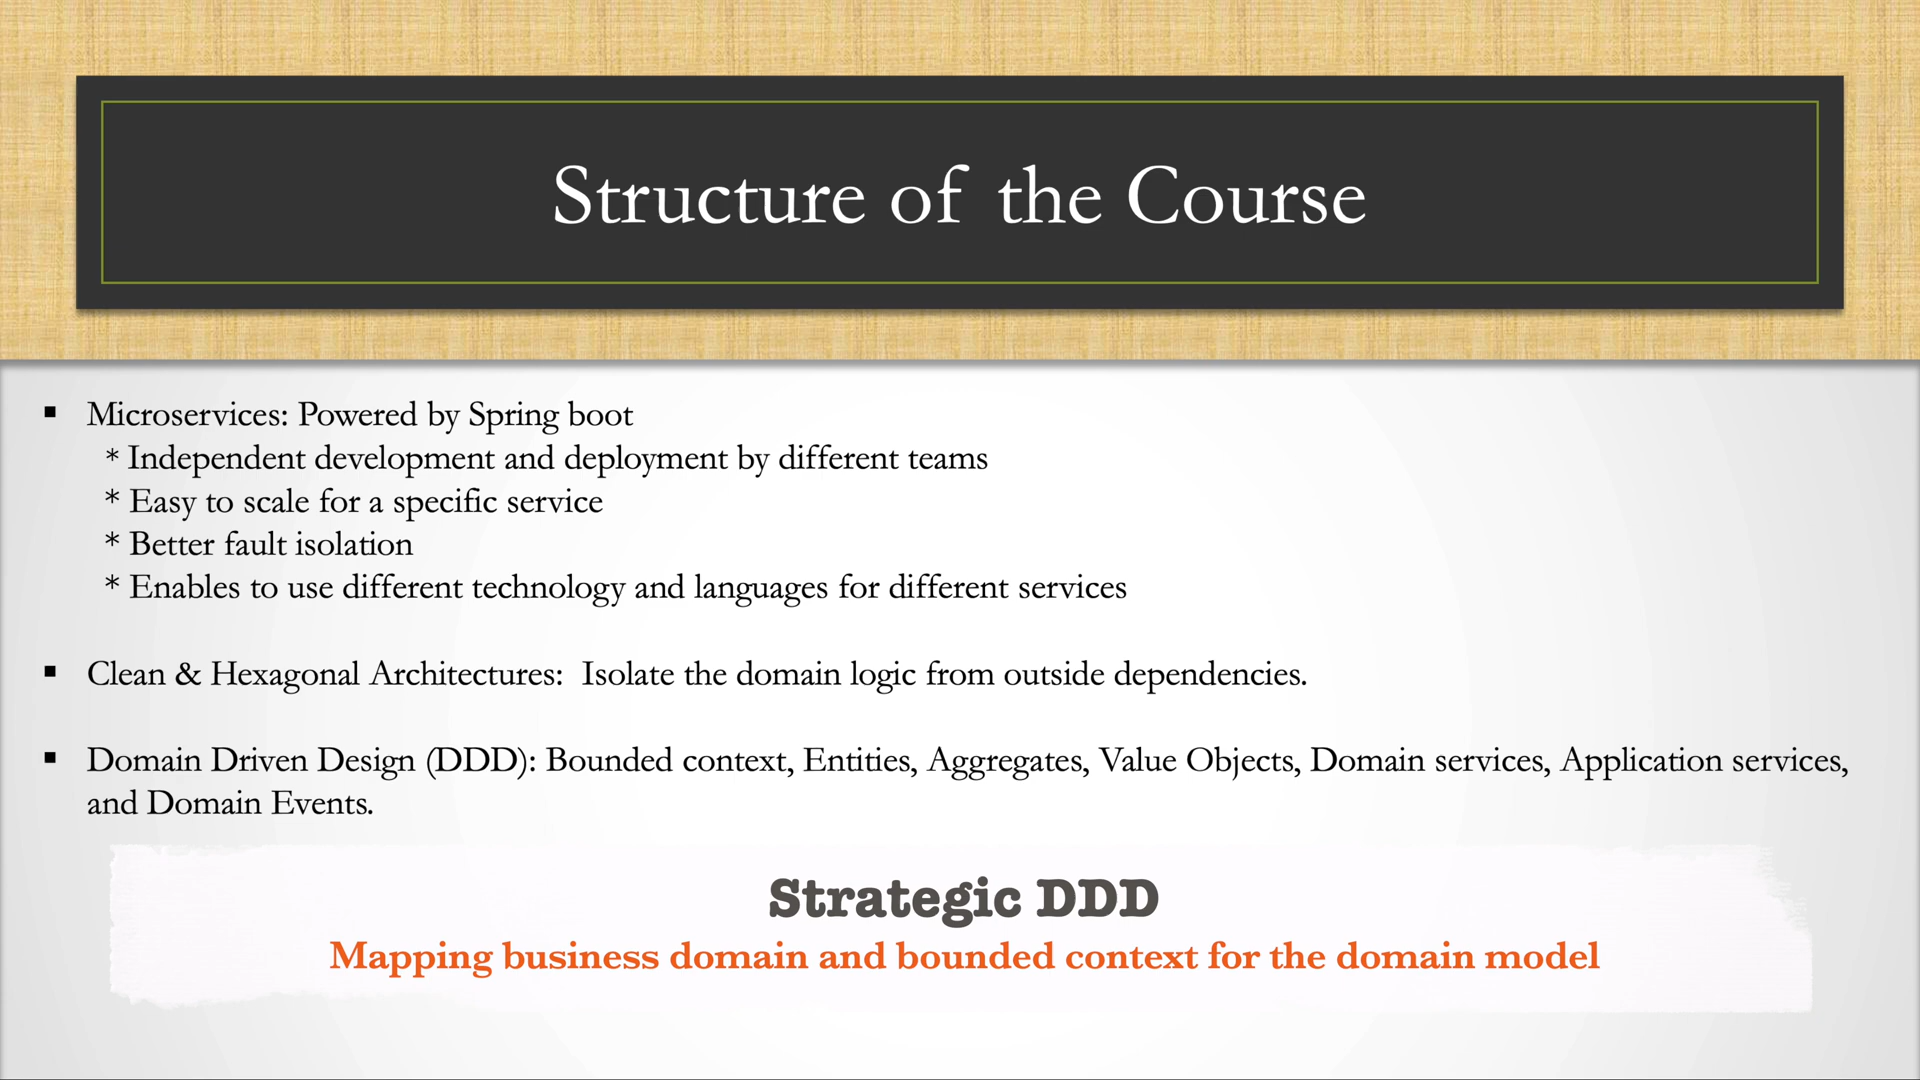 Structure of the Course
▪ Microservices: Powered by Spring boot
* Independent development and deployment by different teams
* Easy to scale for a specific service
* Better fault isolation
* Enables to use different technology and languages for different services
▪ Clean & Hexagonal Architectures: Isolate the domain logic from outside dependencies.
▪ Domain Driven Design (DDD): Bounded context, Entities, Aggregates, Value Objects, Domain services, Application services,
and Domain Events.
Strategic DDD
Mapping business domain and bounded context for the domain model